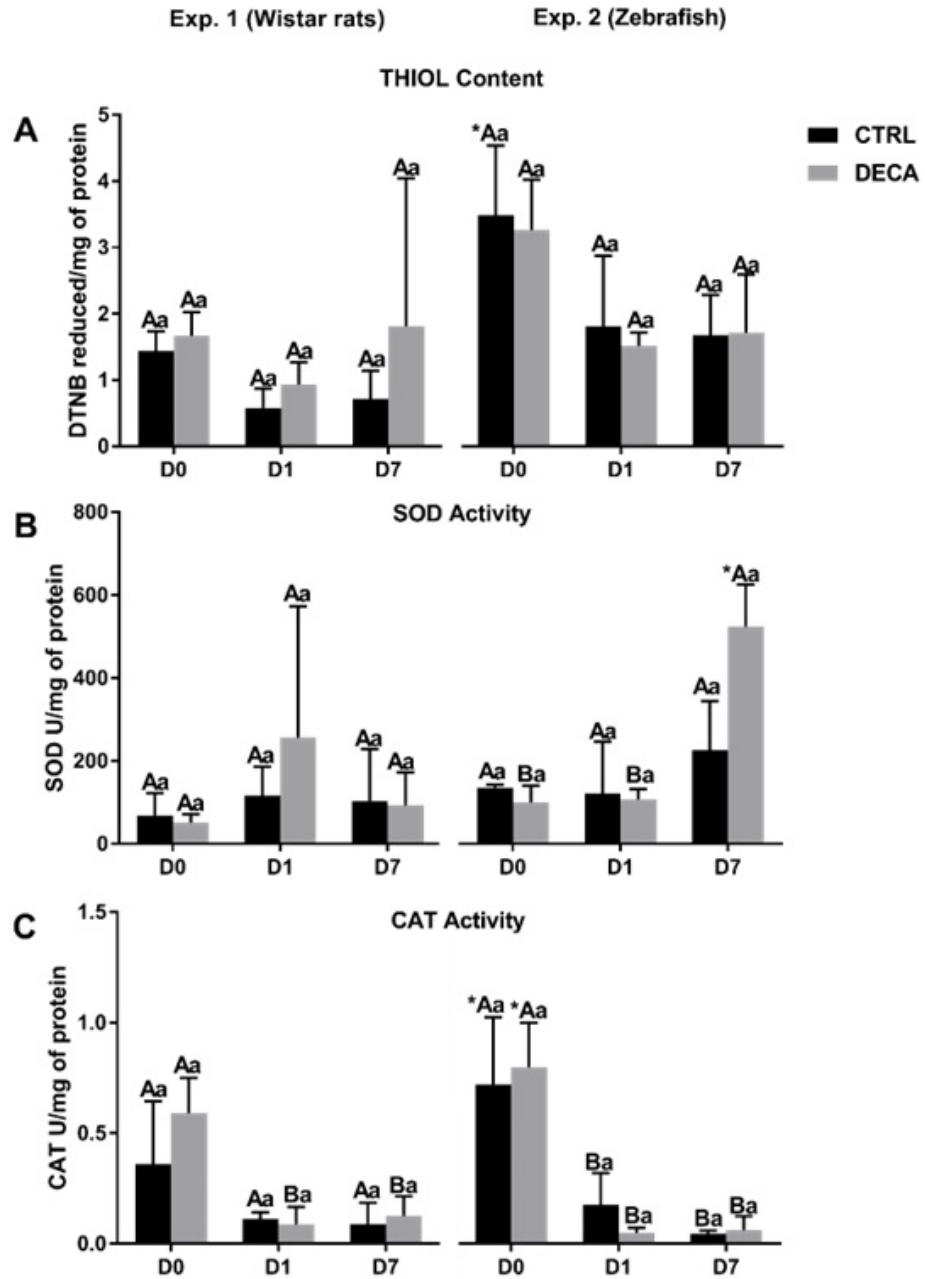 Exp. 1 (Wistar rats) Exp. 2 (Zebrafish)
THIOL Content
A
CTRL
DECA
DTNB reduced/mg of protein
5
4
3
2
1
0
Aa Aa Aa Aa Aa Aa *Aa Aa Aa Aa Aa Aa
D0 D1 D7 D0 D1 D7
B
SOD Activity
SOD U/mg of protein
800
600
400
200
0
Aa Aa Aa Aa Aa Aa Aa Ba Aa Ba Aa *Aa
D0 D1 D7 D0 D1 D7
C
CAT Activity
CAT U/mg of protein
1.5
1.0
0.5
0.0
Aa Aa Aa Ba Aa Ba *Aa *Aa Ba Ba Ba Ba
D0 D1 D7 D0 D1 D7